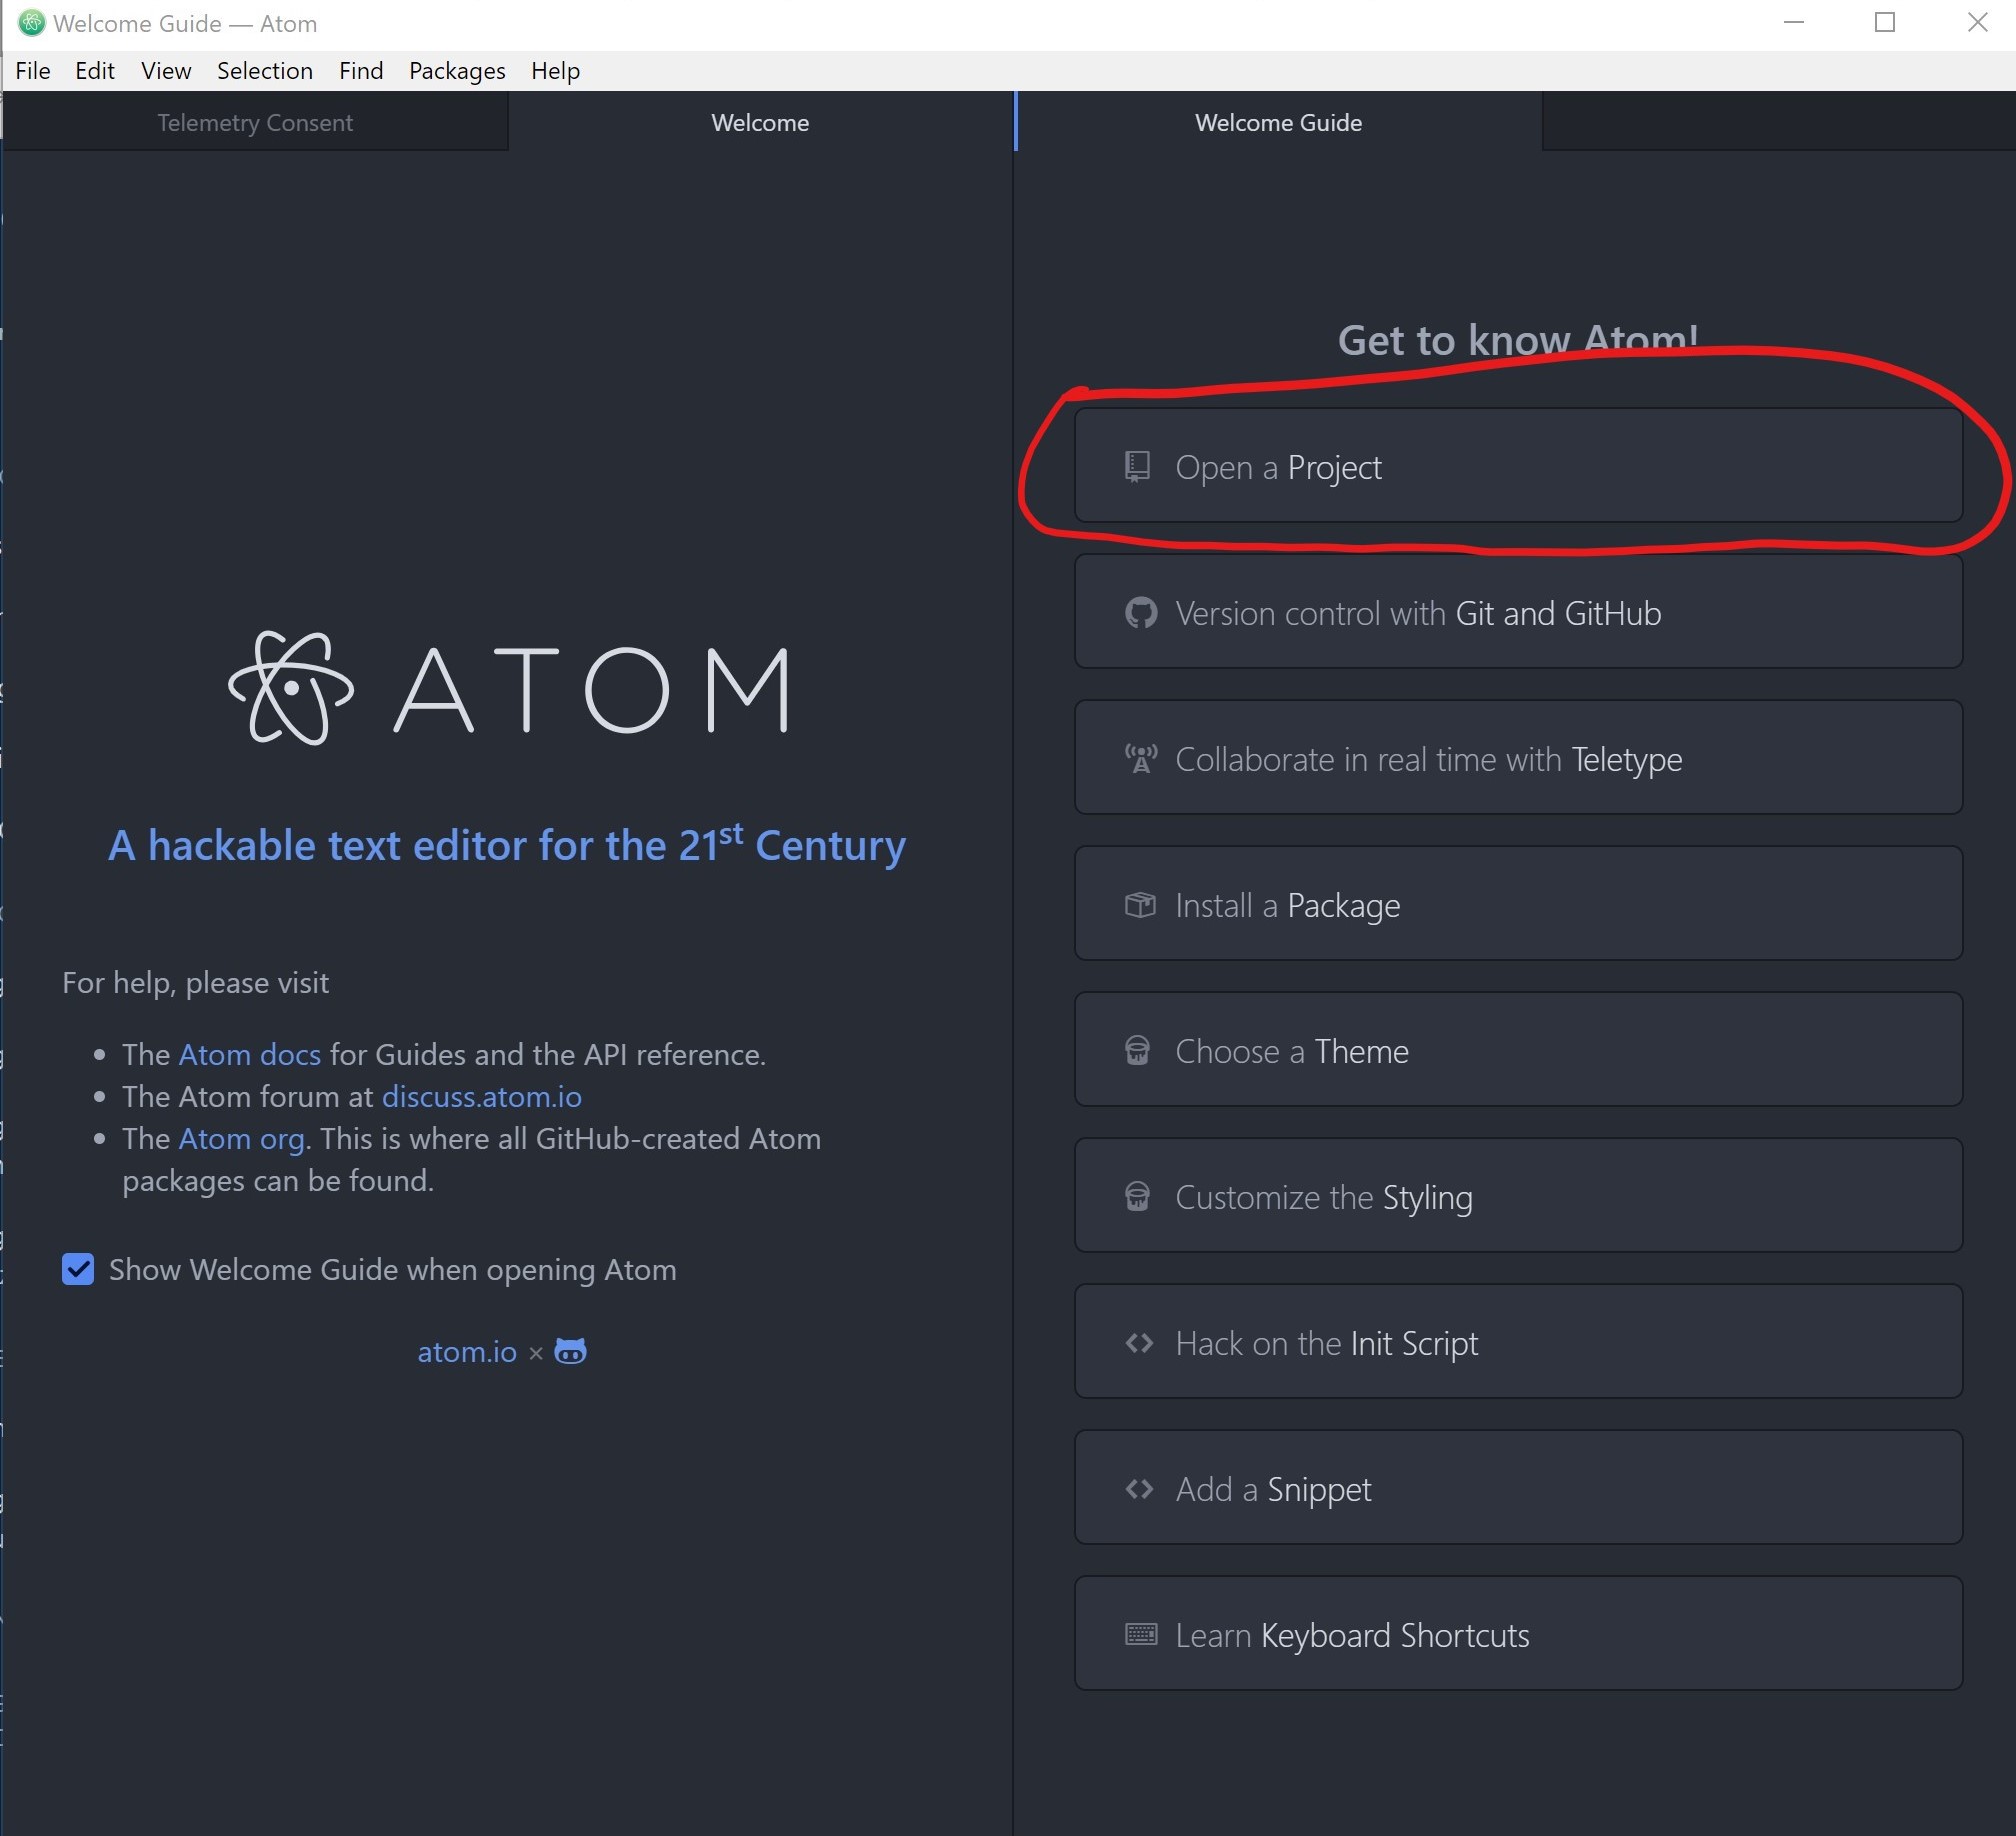 Welcome Guide — Atom
File Edit View Selection Find Packages Help
Telemetry Consent
Welcome
Welcome Guide
ATOM
A hackable text editor for the 21st Century
For help, please visit
The Atom docs for Guides and the API reference.
The Atom forum at discuss.atom.io
The Atom org. This is where all GitHub-created Atom
packages can be found.
Show Welcome Guide when opening Atom
atom.io ×
Get to know Atom!
Open a Project
Version control with Git and GitHub
Collaborate in real time with Teletype
Install a Package
Choose a Theme
Customize the Styling
Hack on the Init Script
Add a Snippet
Learn Keyboard Shortcuts